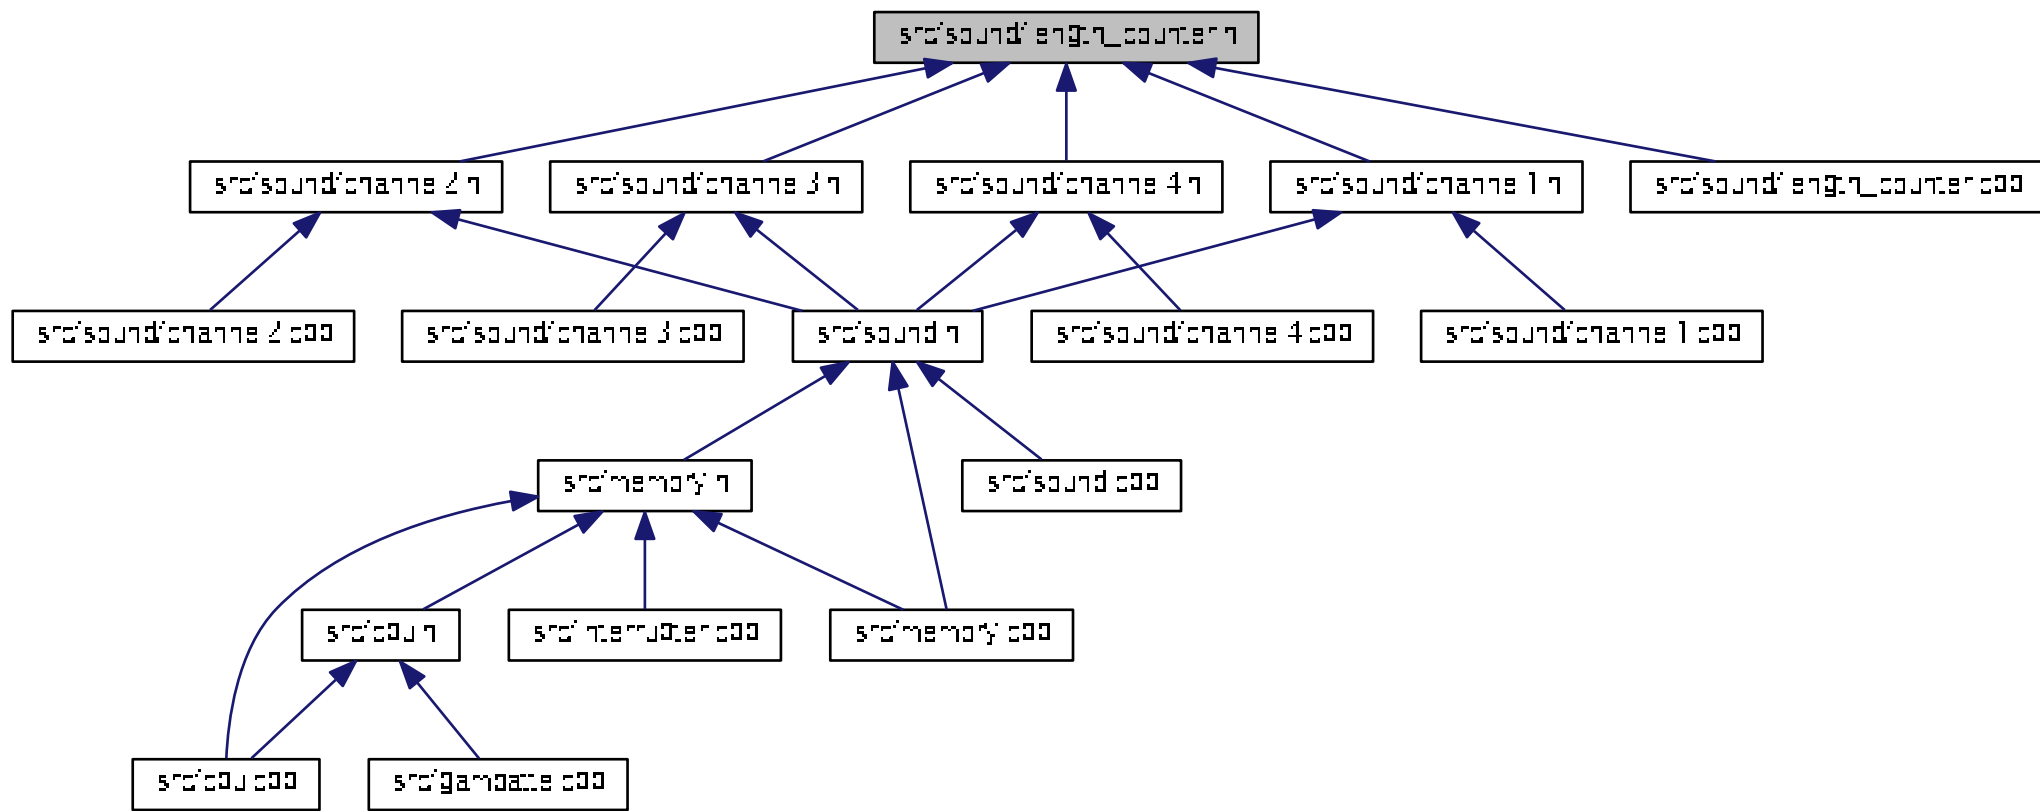 src/sound/length_counter.h
src/sound/channel2.h
src/sound/channel3.h
src/sound/channel4.h
src/sound/channel1.h
src/sound/length_counter.cpp
src/sound/channel2.cpp
src/sound/channel3.cpp
src/sound.h
src/sound/channel4.cpp
src/sound/channel1.cpp
src/memory.h
src/sound.cpp
src/cpu.h
src/interrupter.cpp
src/memory.cpp
src/cpu.cpp
src/gambatte.cpp